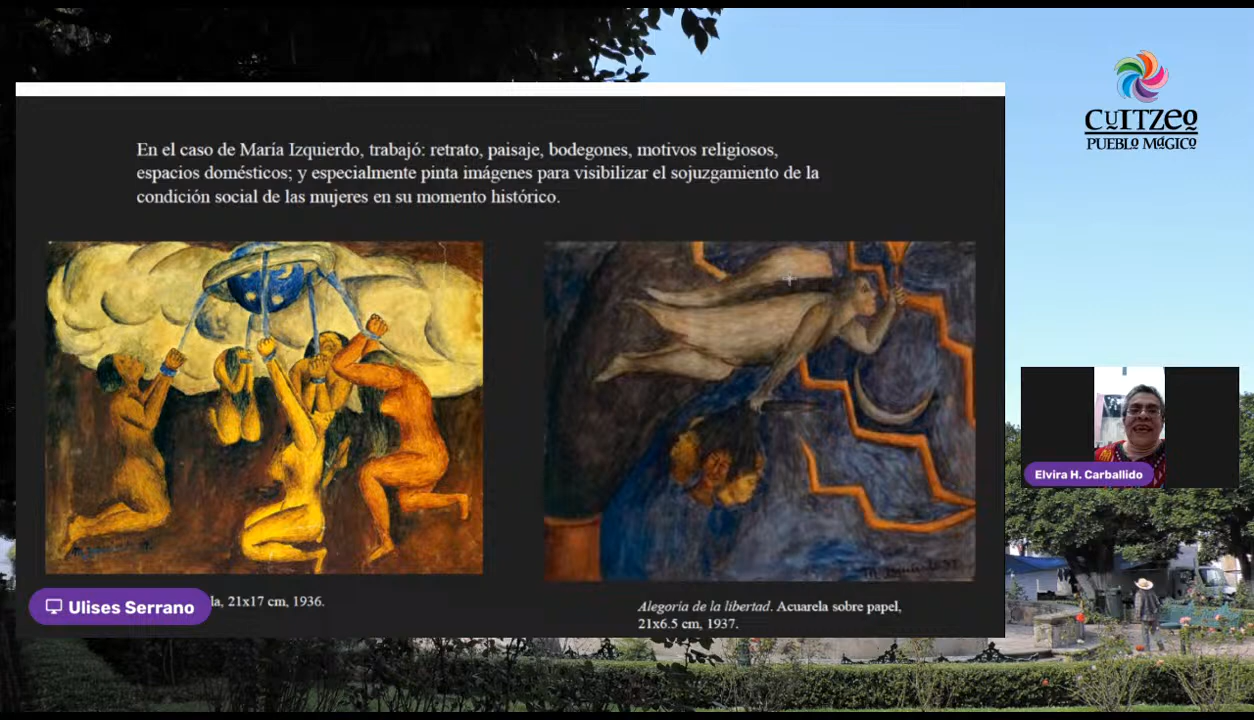 En el caso de María Izquierdo, trabajó: retrato, paisaje, bodegones, motivos religiosos,
espacios domésticos; y especialmente pinta imágenes para visibilizar el sojuzgamiento de la
condición social de las mujeres en su momento histórico.
CUITZEO
PUEBLO MáGICO
Elvira H. Carballido
Ulises Serrano
la, 21x17 cm, 1936.
Alegoría de la libertad. Acuarela sobre papel,
21x6.5 cm, 1937.